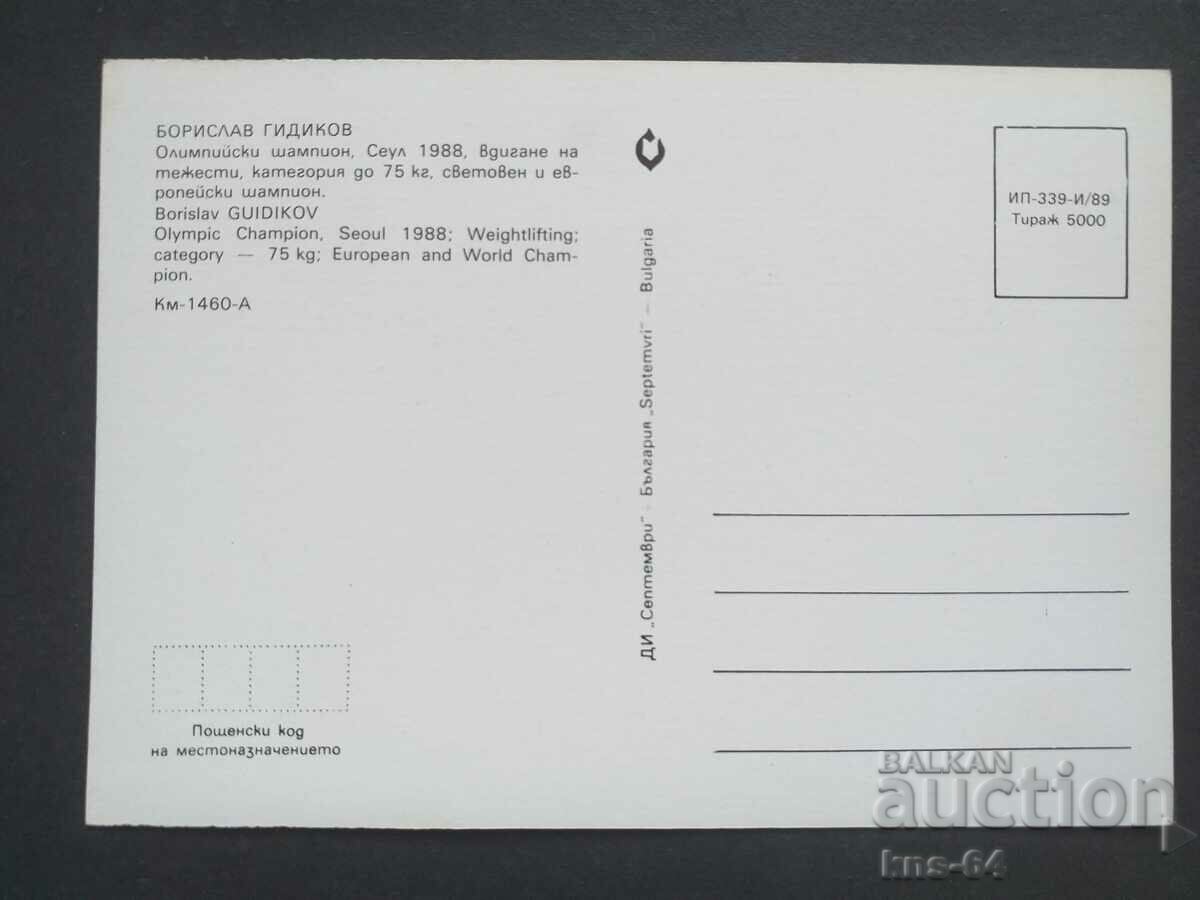 БОРИСЛАВ ГИДИКОВ
Олимпийски шампион, Сеул 1988, вдигане на
тежести, категория до 75 кг, световен и ев-
ропейски шампион.
Borislav GUIDIKOV
Olympic Champion, Seoul 1988; Weightlifting;
category — 75 kg; European and World Cham-
pion.
Км-1460-А
Пощенски код
на местоназначението
ДИ „Септември" - България „Septemvri" — Bulgaria
ИП-339-И/89
Тираж 5000
BALKAN
auction
kns-64